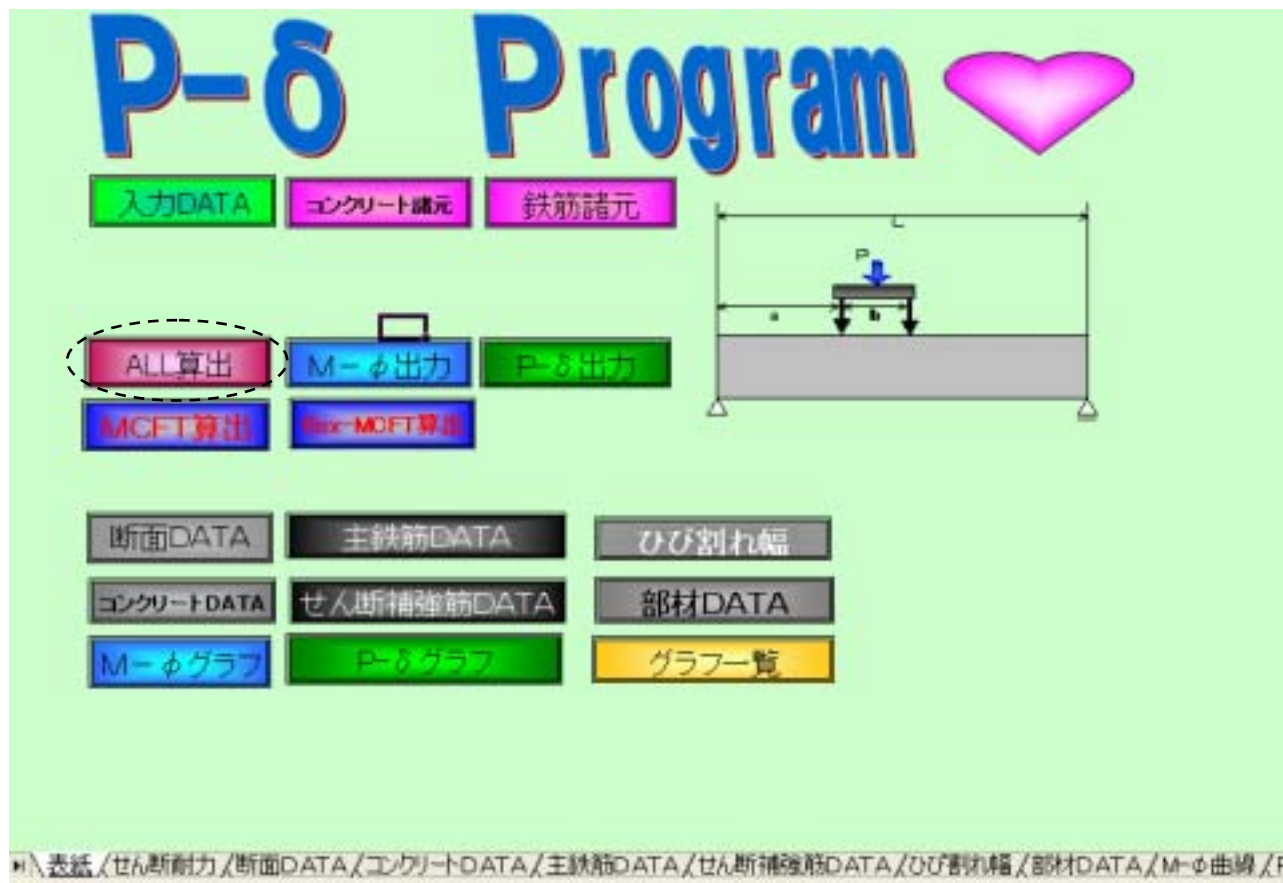 P-δ Program
入力DATA コンクリート諸元 鉄筋諸元
L
P
a b
ALL算出 M-φ出力 P-δ出力
MCFT算出 Box-MCFT算出
断面DATA 主鉄筋DATA ひび割れ幅
コンクリートDATA せん断補強筋DATA 部材DATA
M-φグラフ P-δグラフ グラフ一覧
表紙/せん断耐力/断面DATA/コンクリートDATA/主鉄筋DATA/せん断補強筋DATA/ひび割れ幅/部材DATA/M-φ曲線/